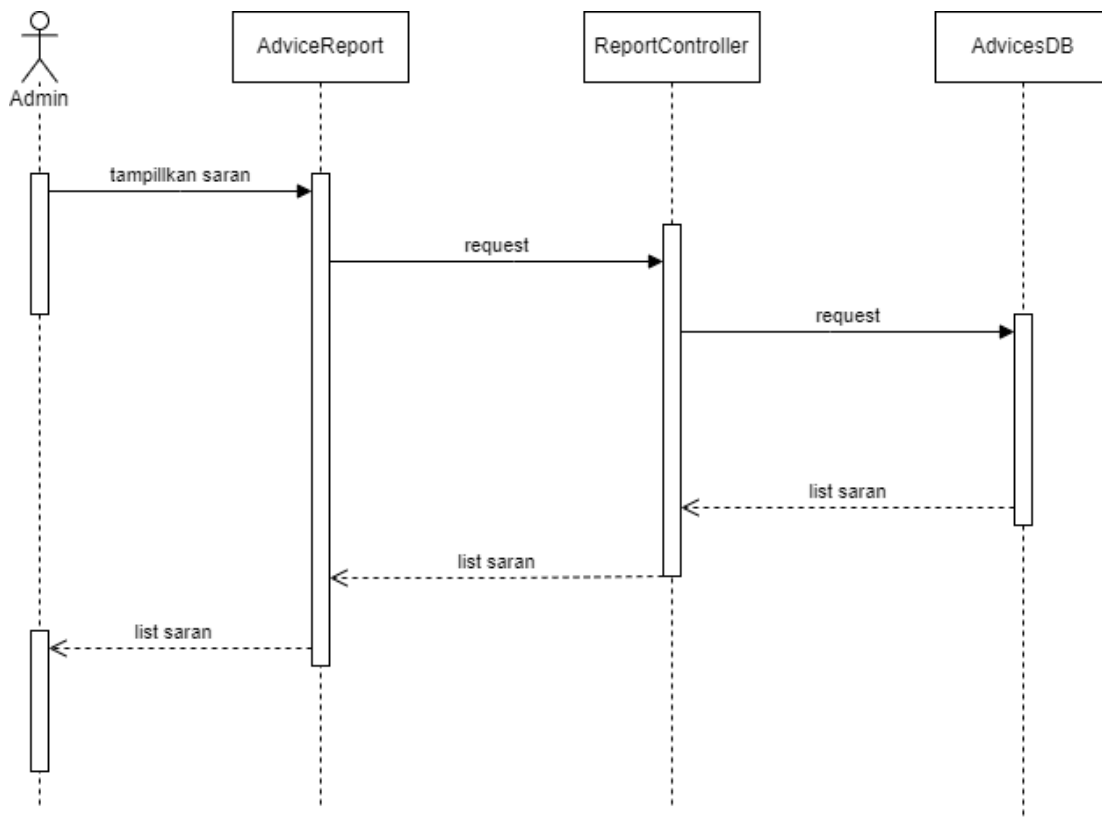 AdviceReport
ReportController
AdvicesDB
Admin
tampillkan saran
request
request
list saran
list saran
list saran